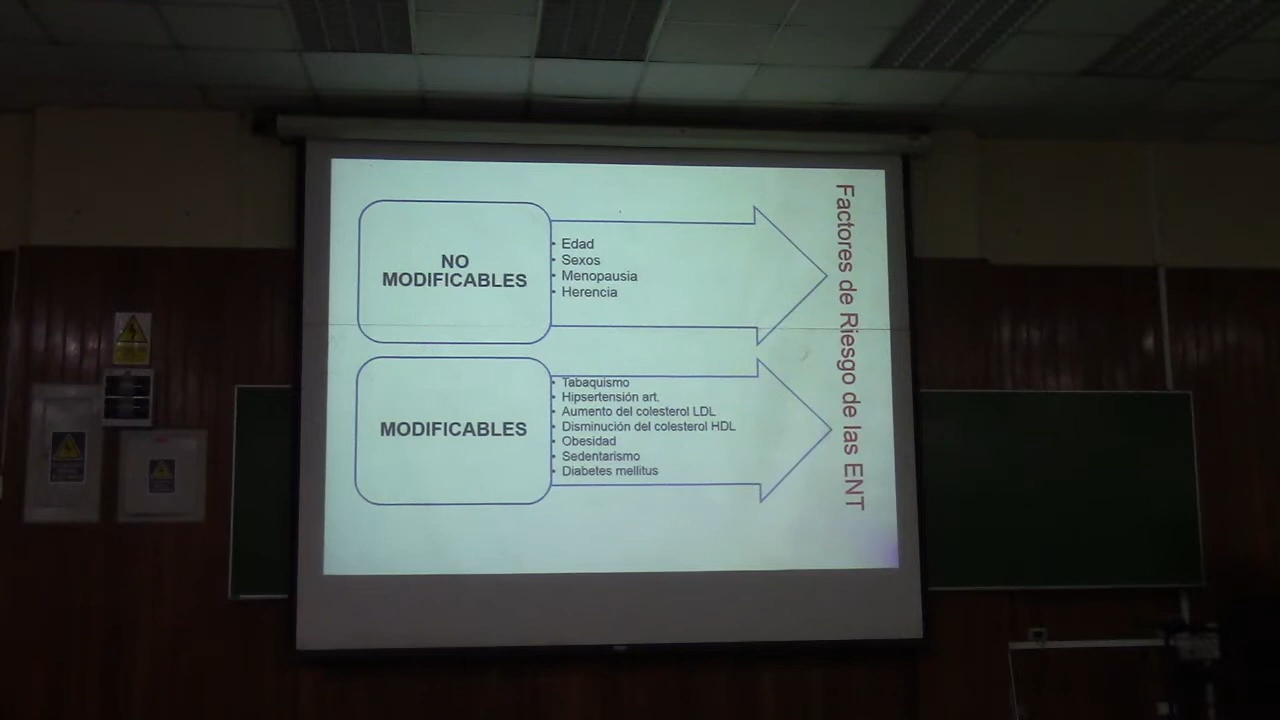 Factores de Riesgo de las ENT
NO
MODIFICABLES
• Edad
• Sexos
• Menopausia
• Herencia
MODIFICABLES
• Tabaquismo
• Hipsertensión art.
• Aumento del colesterol LDL
• Disminución del colesterol HDL
• Obesidad
• Sedentarismo
• Diabetes mellitus